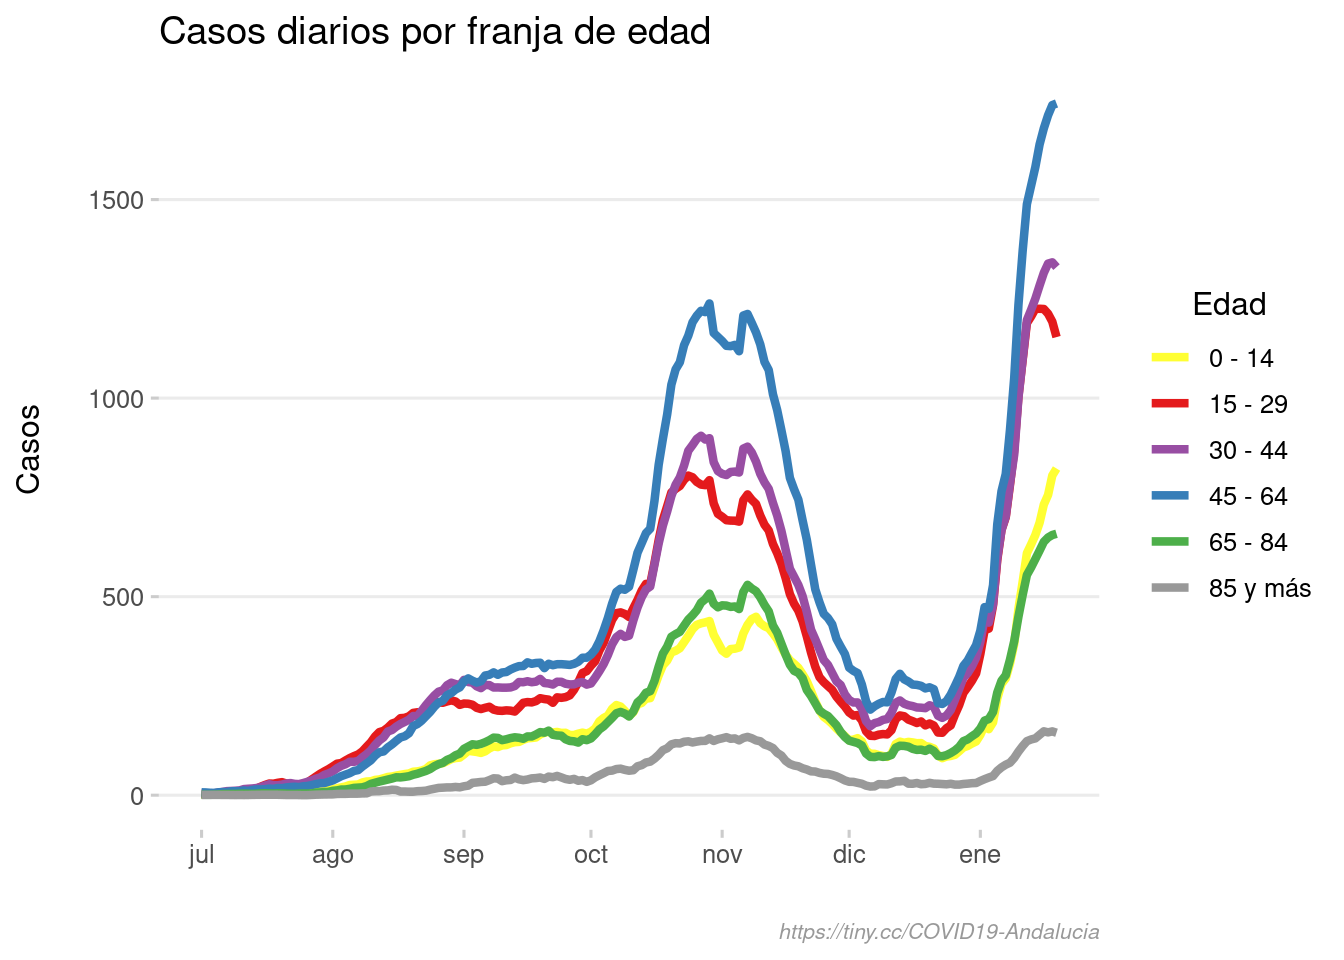 Casos diarios por franja de edad
Casos
1500
1000
500
0
jul ago sep oct nov dic ene
Edad
0 - 14
15 - 29
30 - 44
45 - 64
65 - 84
85 y más
https://tiny.cc/COVID19-Andalucia